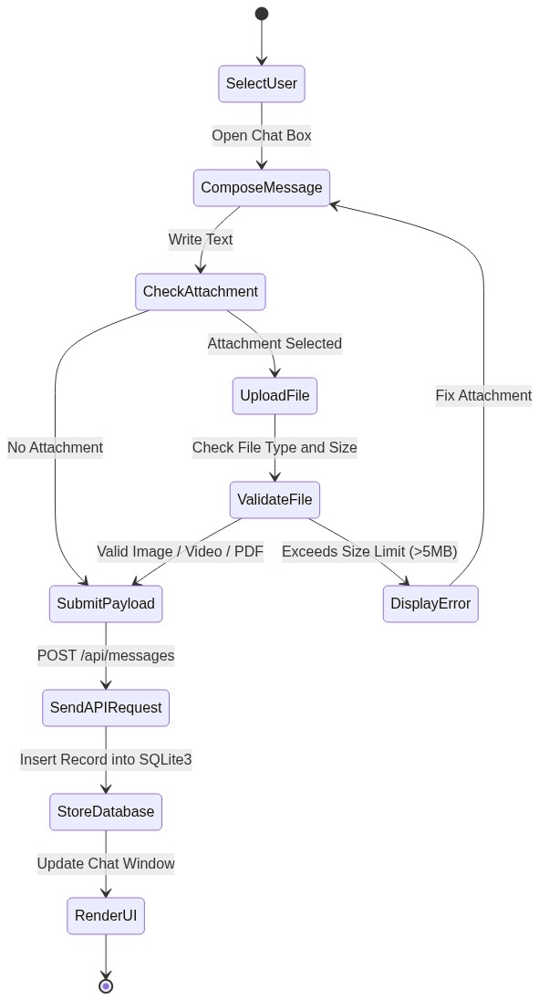 SelectUser
Open Chat Box
ComposeMessage
Write Text
CheckAttachment
Attachment Selected
UploadFile
Fix Attachment
No Attachment
Check File Type and Size
ValidateFile
Valid Image / Video / PDF
Exceeds Size Limit (>5MB)
SubmitPayload
DisplayError
POST /api/messages
SendAPIRequest
Insert Record into SQLite3
StoreDatabase
Update Chat Window
RenderUI